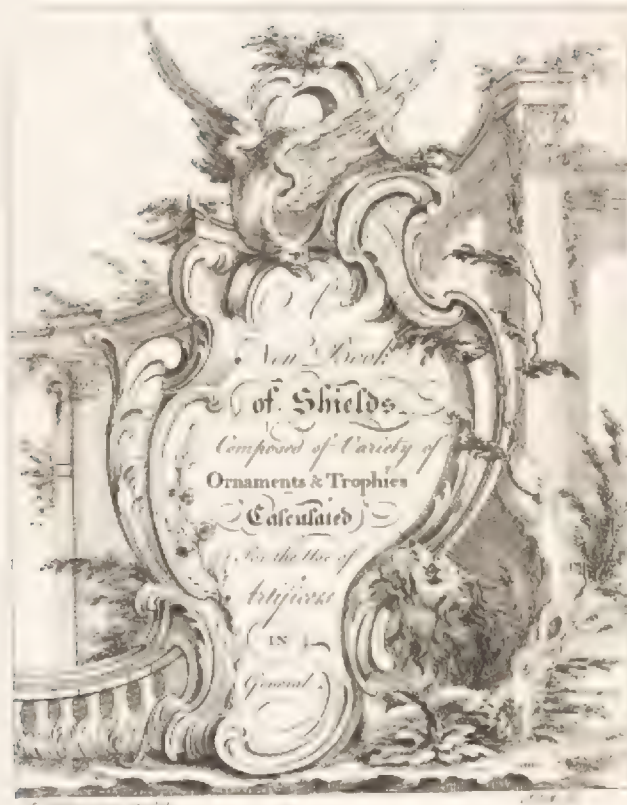 A
New Book
of Shields
Composed of Variety of
Ornaments & Trophies
Calculated
For the Use of
Artificers
IN
General